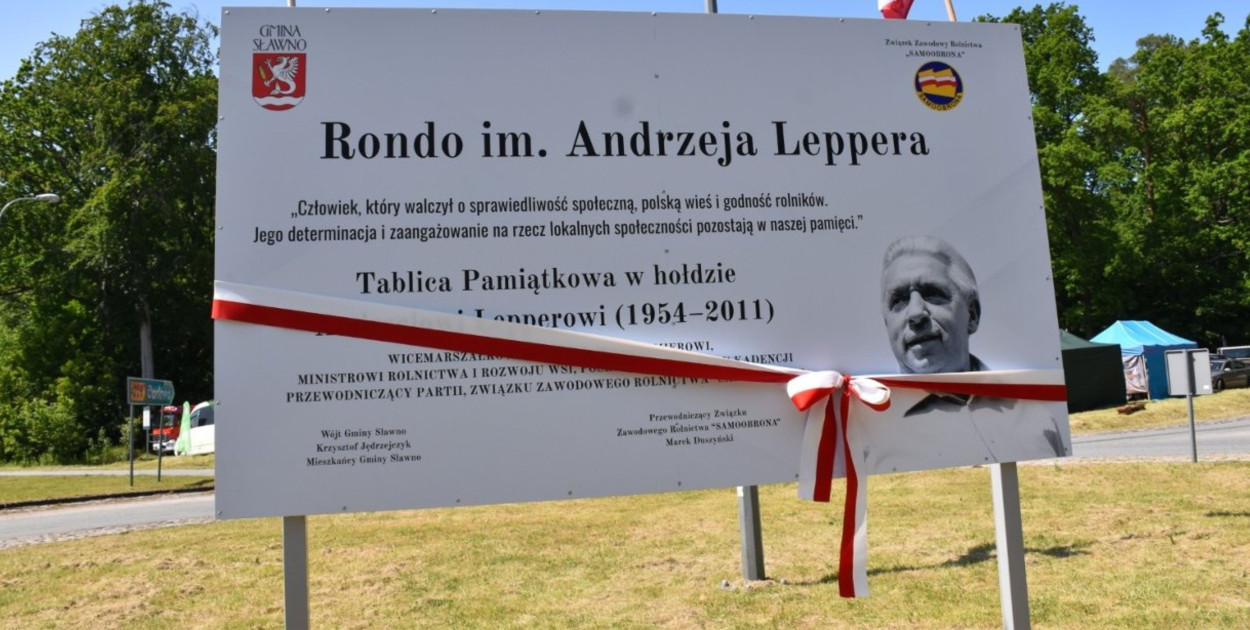 GMINA
SŁAWNO
Związek Zawodowy Rolnictwa
„SAMOOBRONA”
SAMOOBRONA
Rondo im. Andrzeja Leppera
„Człowiek, który walczył o sprawiedliwość społeczną, polską wieś i godność rolników.
Jego determinacja i zaangażowanie na rzecz lokalnych społeczności pozostają w naszej pamięci.”
Tablica Pamiątkowa w hołdzie
Lepperowi (1954–2011)
MINISTROWI ROLNICTWA I ROZWOJU WSI, KADENCJI
PRZEWODNICZĄCY PARTII, ZWIĄZKU ZAWODOWEGO
Wójt Gminy Sławno
Krzysztof Jędrzejczyk
Mieszkańcy Gminy Sławno
Przewodniczący Związku
Zawodowego Rolnictwa “SAMOOBRONA”
Marek Duszyński